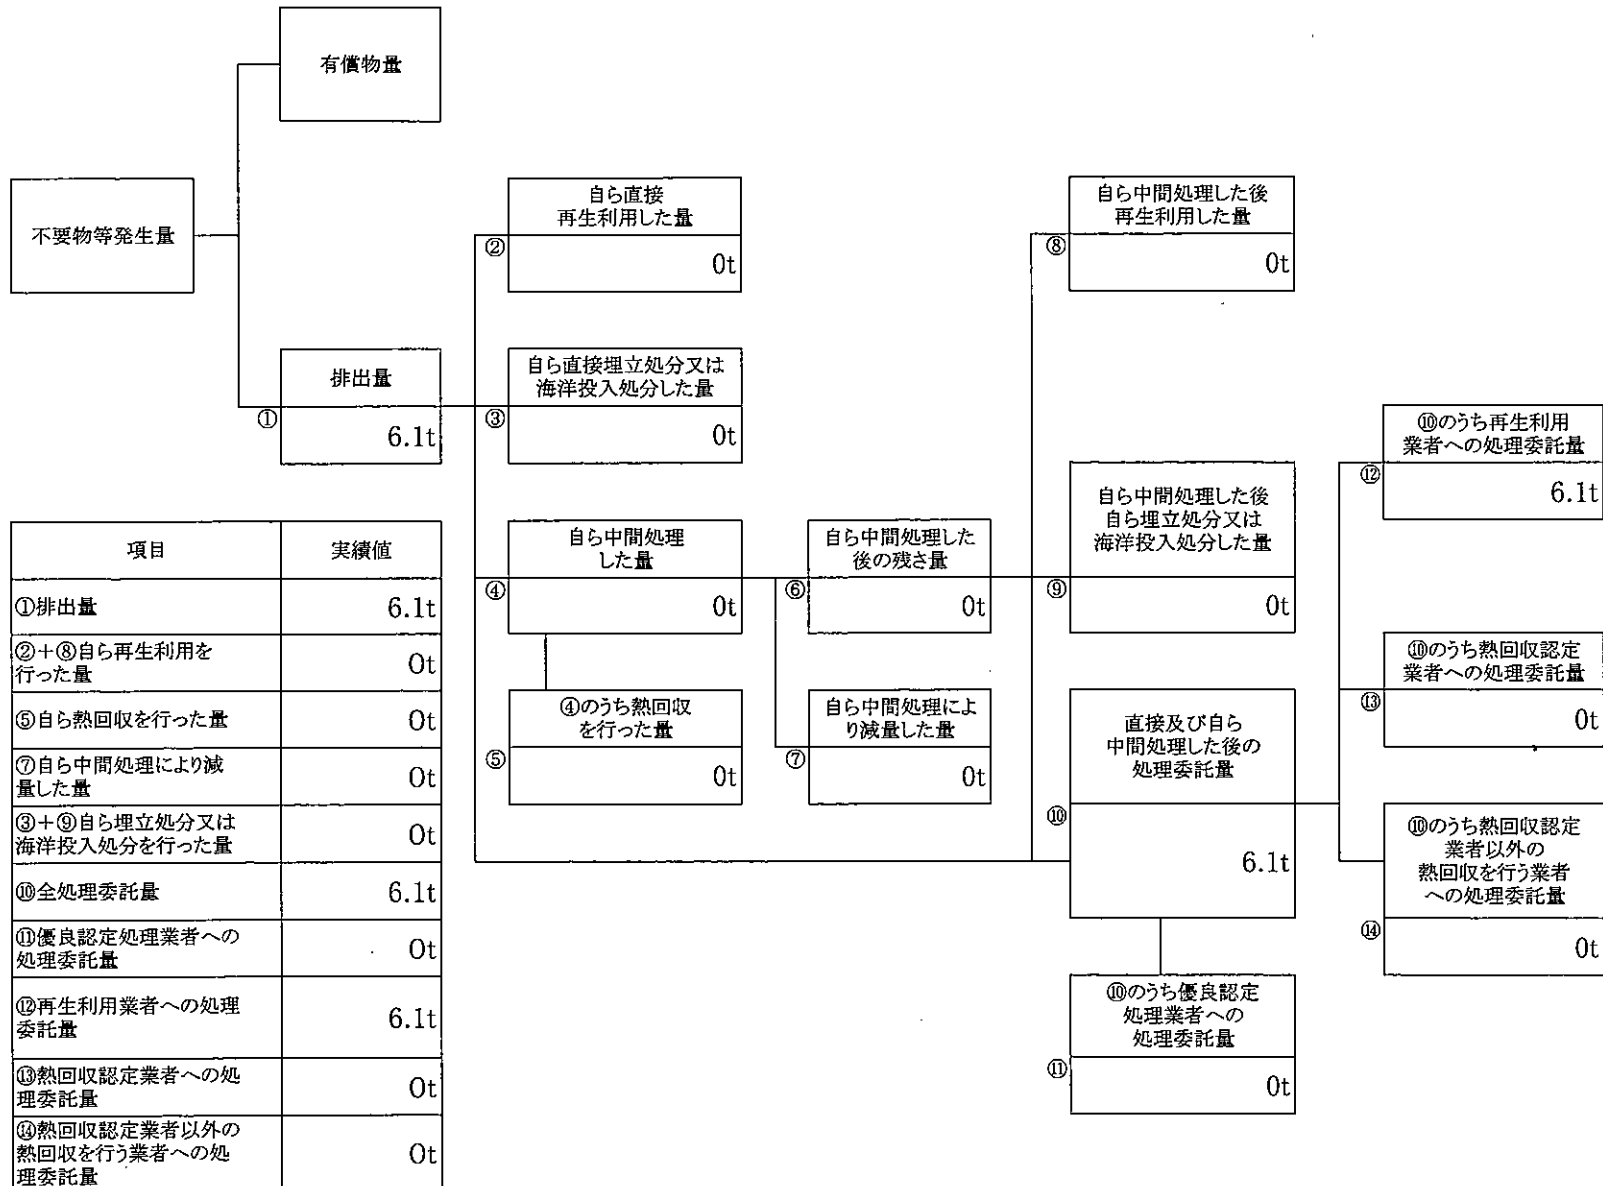 有償物量
不要物等発生量
排出量
①
6.1t
自ら直接
再生利用した量
②
0t
自ら直接埋立処分又は
海洋投入処分した量
③
0t
自ら中間処理
した量
④
0t
④のうち熱回収
を行った量
⑤
0t
自ら中間処理した
後の残さ量
⑥
0t
自ら中間処理によ
り減量した量
⑦
0t
自ら中間処理した後
再生利用した量
⑧
0t
自ら中間処理した後
自ら埋立処分又は
海洋投入処分した量
⑨
0t
直接及び自ら
中間処理した後の
処理委託量
⑩
6.1t
⑩のうち優良認定
処理業者への
処理委託量
⑪
0t
⑩のうち再生利用
業者への処理委託量
⑫
6.1t
⑩のうち熱回収認定
業者への処理委託量
⑬
0t
⑩のうち熱回収認定
業者以外の
熱回収を行う業者
への処理委託量
⑭
0t
項目 実績値
①排出量 6.1t
②+⑧自ら再生利用を
行った量 0t
⑤自ら熱回収を行った量 0t
⑦自ら中間処理により減
量した量 0t
③+⑨自ら埋立処分又は
海洋投入処分を行った量 0t
⑩全処理委託量 6.1t
⑪優良認定処理業者への
処理委託量 0t
⑫再生利用業者への処理
委託量 6.1t
⑬熱回収認定業者への処
理委託量 0t
⑭熱回収認定業者以外の
熱回収を行う業者への処
理委託量 0t